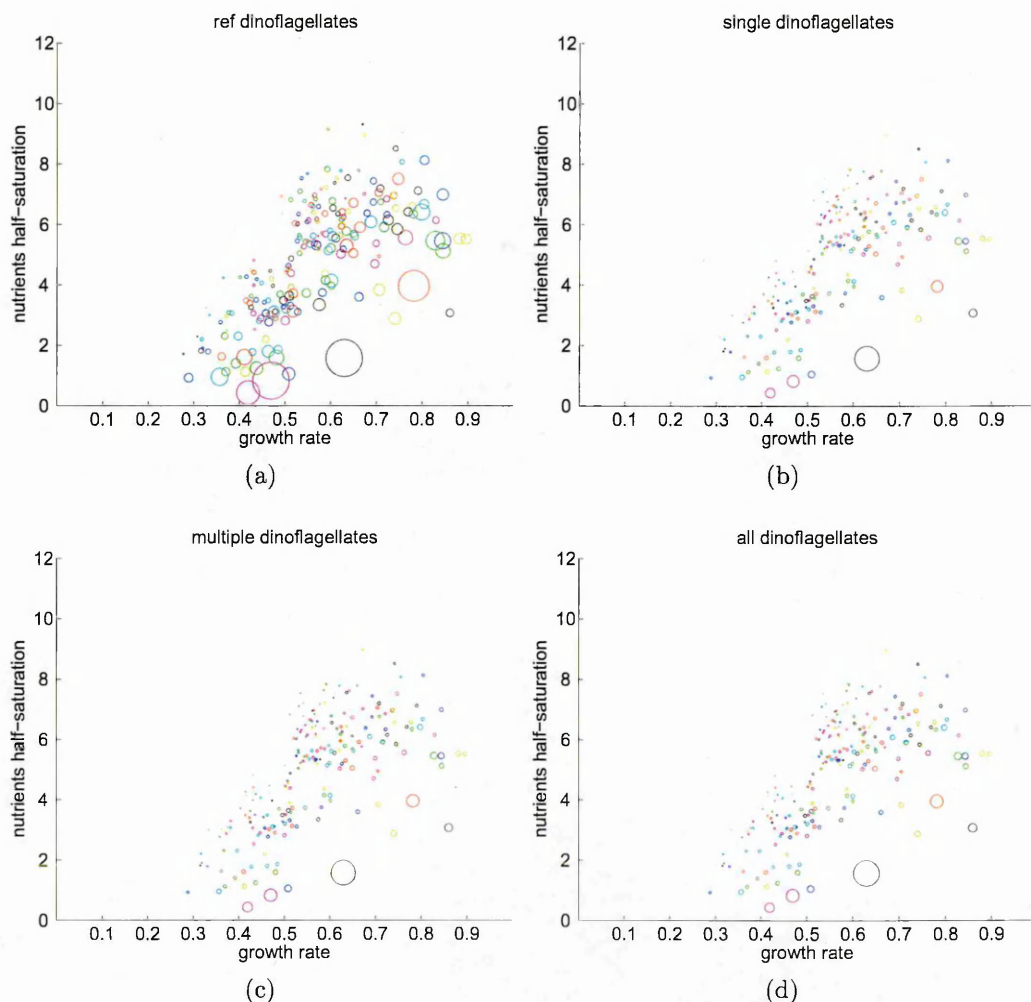 ref dinoflagellates
12
10
8
6
4
2
0
nutrients half-saturation
0.1 0.2 0.3 0.4 0.5 0.6 0.7 0.8 0.9
growth rate
(a)
single dinoflagellates
12
10
8
6
4
2
0
nutrients half-saturation
0.1 0.2 0.3 0.4 0.5 0.6 0.7 0.8 0.9
growth rate
(b)
multiple dinoflagellates
12
10
8
6
4
2
0
nutrients half-saturation
0.1 0.2 0.3 0.4 0.5 0.6 0.7 0.8 0.9
growth rate
(c)
all dinoflagellates
12
10
8
6
4
2
0
nutrients half-saturation
0.1 0.2 0.3 0.4 0.5 0.6 0.7 0.8 0.9
growth rate
(d)